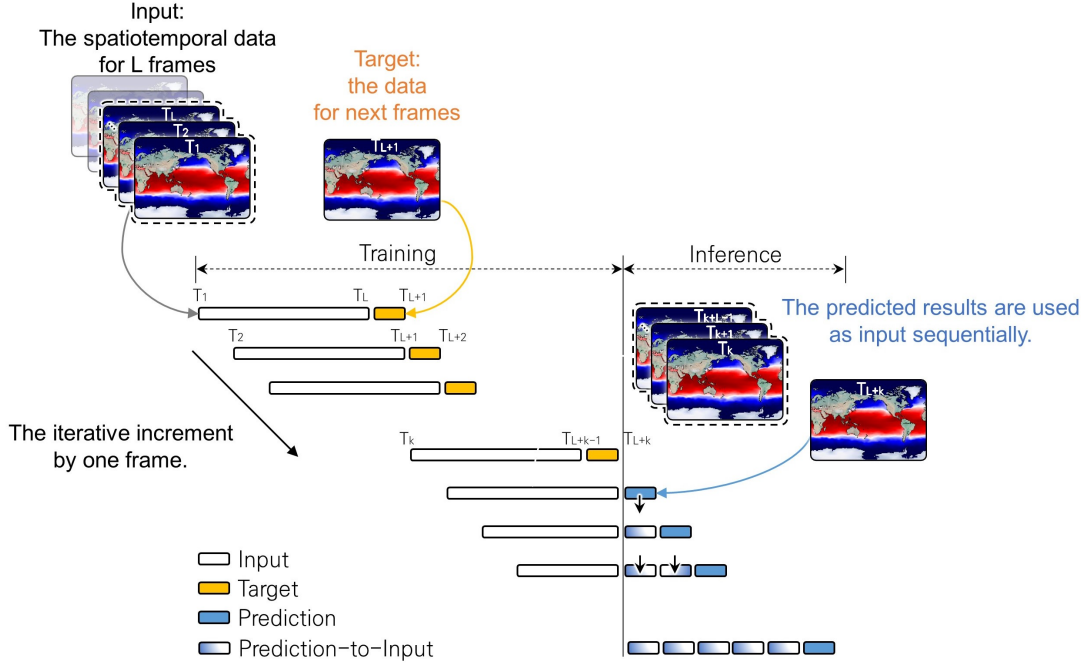 Input:
The spatiotemporal data
for L frames
Target:
the data
for next frames
TL
T2
T1
TL+1
Training
Inference
T1
TL
TL+1
T2
TL+1
TL+2
The predicted results are used
as input sequentially.
Tk+L-1
Tk+1
Tk
TL+k
The iterative increment
by one frame.
Tk
TL+k-1
TL+k
Input
Target
Prediction
Prediction-to-Input